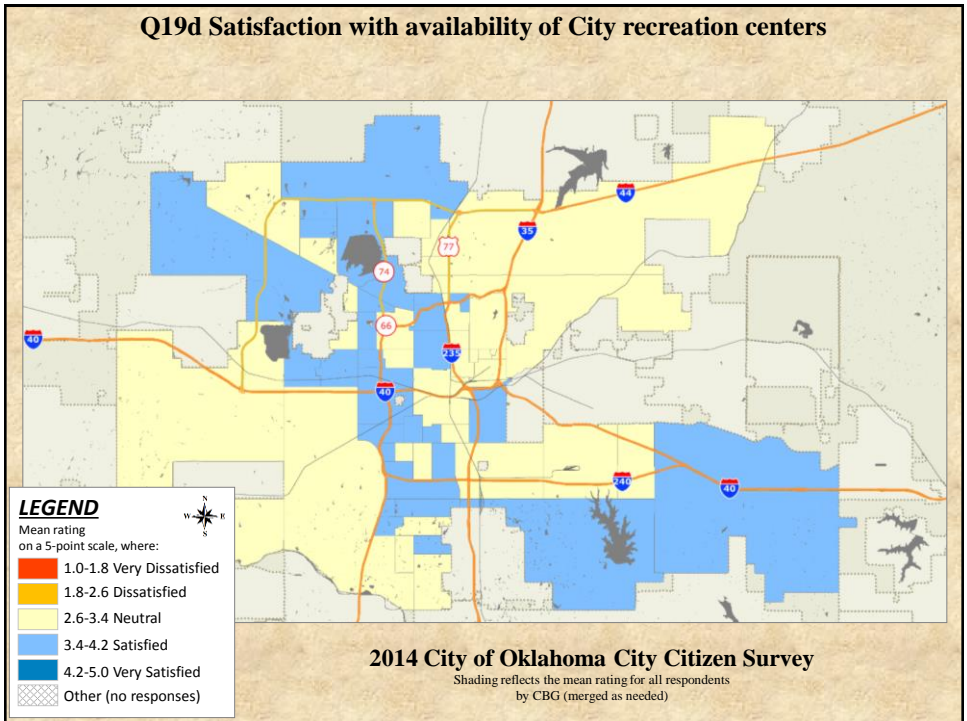 Q19d Satisfaction with availability of City recreation centers
44
35
77
74
66
40
235
40
240
40
LEGEND
N
W E
S
Mean rating
on a 5-point scale, where:
1.0-1.8 Very Dissatisfied
1.8-2.6 Dissatisfied
2.6-3.4 Neutral
3.4-4.2 Satisfied
4.2-5.0 Very Satisfied
Other (no responses)
2014 City of Oklahoma City Citizen Survey
Shading reflects the mean rating for all respondents
by CBG (merged as needed)